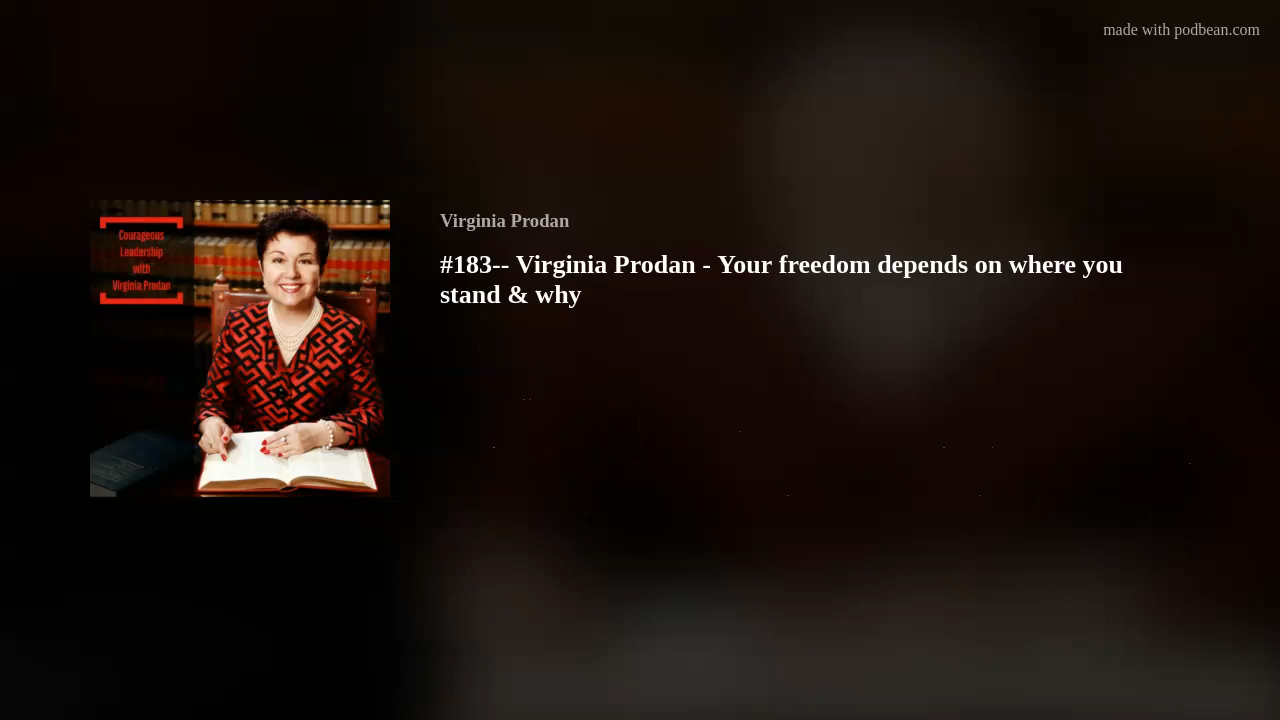 made with podbean.com
Courageous
Leadership
with
Virginia Prodan
Virginia Prodan
#183-- Virginia Prodan - Your freedom depends on where you
stand & why